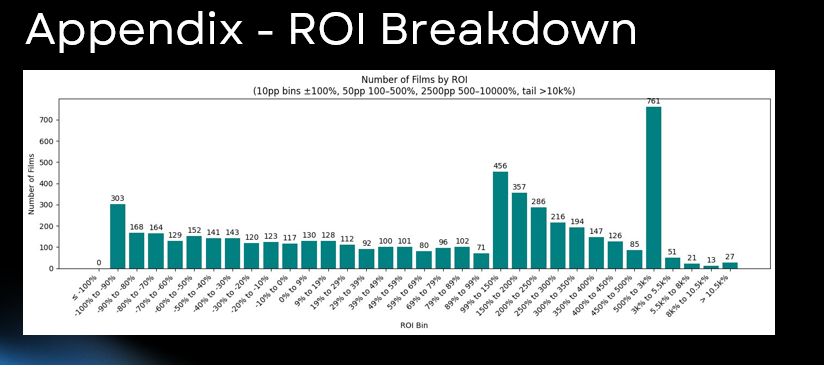 Appendix - ROI Breakdown
Number of Films by ROI
(10pp bins ±100%, 50pp 100–500%, 2500pp 500–10000%, tail >10k%)
Number of Films
700
600
500
400
300
200
100
0
0
303
168
164
129
152
141
143
120
123
117
130
128
112
92
100
101
80
96
102
71
456
357
286
216
194
147
126
85
761
51
21
13
27
≤ -100%
-100% to -90%
-90% to -80%
-80% to -70%
-70% to -60%
-60% to -50%
-50% to -40%
-40% to -30%
-30% to -20%
-20% to -10%
-10% to 0%
0% to 9%
9% to 19%
19% to 29%
29% to 39%
39% to 49%
49% to 59%
59% to 69%
69% to 79%
79% to 89%
89% to 99%
99% to 150%
150% to 200%
200% to 250%
250% to 300%
300% to 350%
350% to 400%
400% to 450%
450% to 500%
500% to 3k%
3k% to 5.5k%
5.5k% to 8k%
8k% to 10.5k%
> 10.5k%
ROI Bin